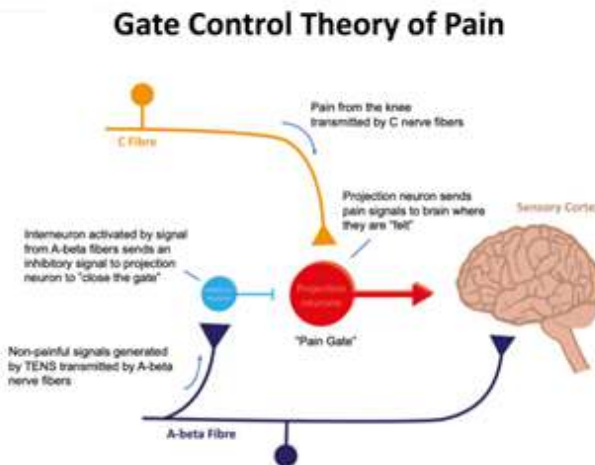 Gate Control Theory of Pain
Pain from the knee
transmitted by C nerve fibers
C Fibre
Projection neuron sends
pain signals to brain where
they are "felt"
Sensory Corte
Interneuron activated by signal
from A-beta fibers sends an
inhibitory signal to projection
neuron to "close the gate"
Projection
neurons
"Pain Gate"
Non-painful signals generated
by TENS transmitted by A-beta
nerve fibers
A-beta Fibre